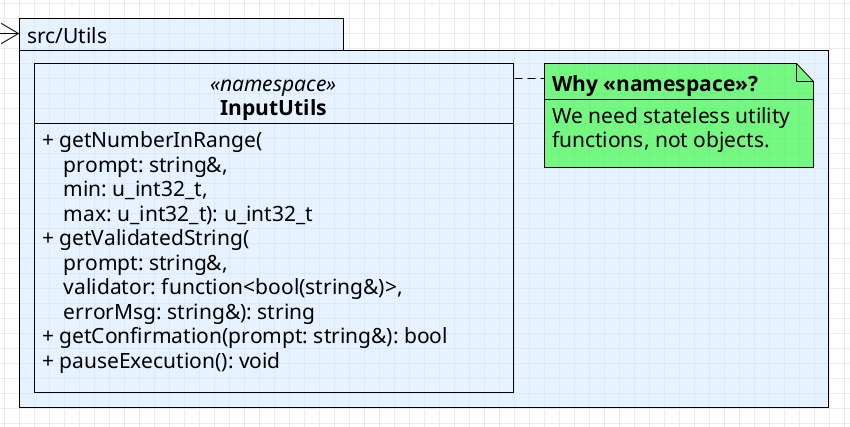 src/Utils
«namespace»
InputUtils
+ getNumberInRange(
prompt: string&,
min: u_int32_t,
max: u_int32_t): u_int32_t
+ getValidatedString(
prompt: string&,
validator: function<bool(string&)>,
errorMsg: string&): string
+ getConfirmation(prompt: string&): bool
+ pauseExecution(): void
Why «namespace»?
We need stateless utility
functions, not objects.